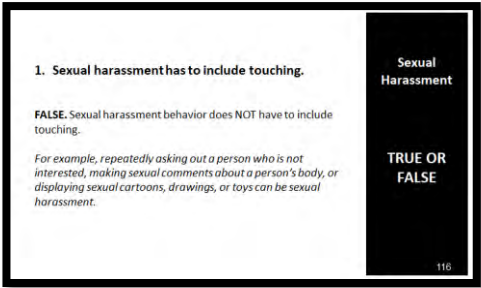 1. Sexual harassment has to include touching.
FALSE. Sexual harassment behavior does NOT have to include
touching.
For example, repeatedly asking out a person who is not
interested, making sexual comments about a person's body, or
displaying sexual cartoons, drawings, or toys can be sexual
harassment.
Sexual
Harassment
TRUE OR
FALSE
116